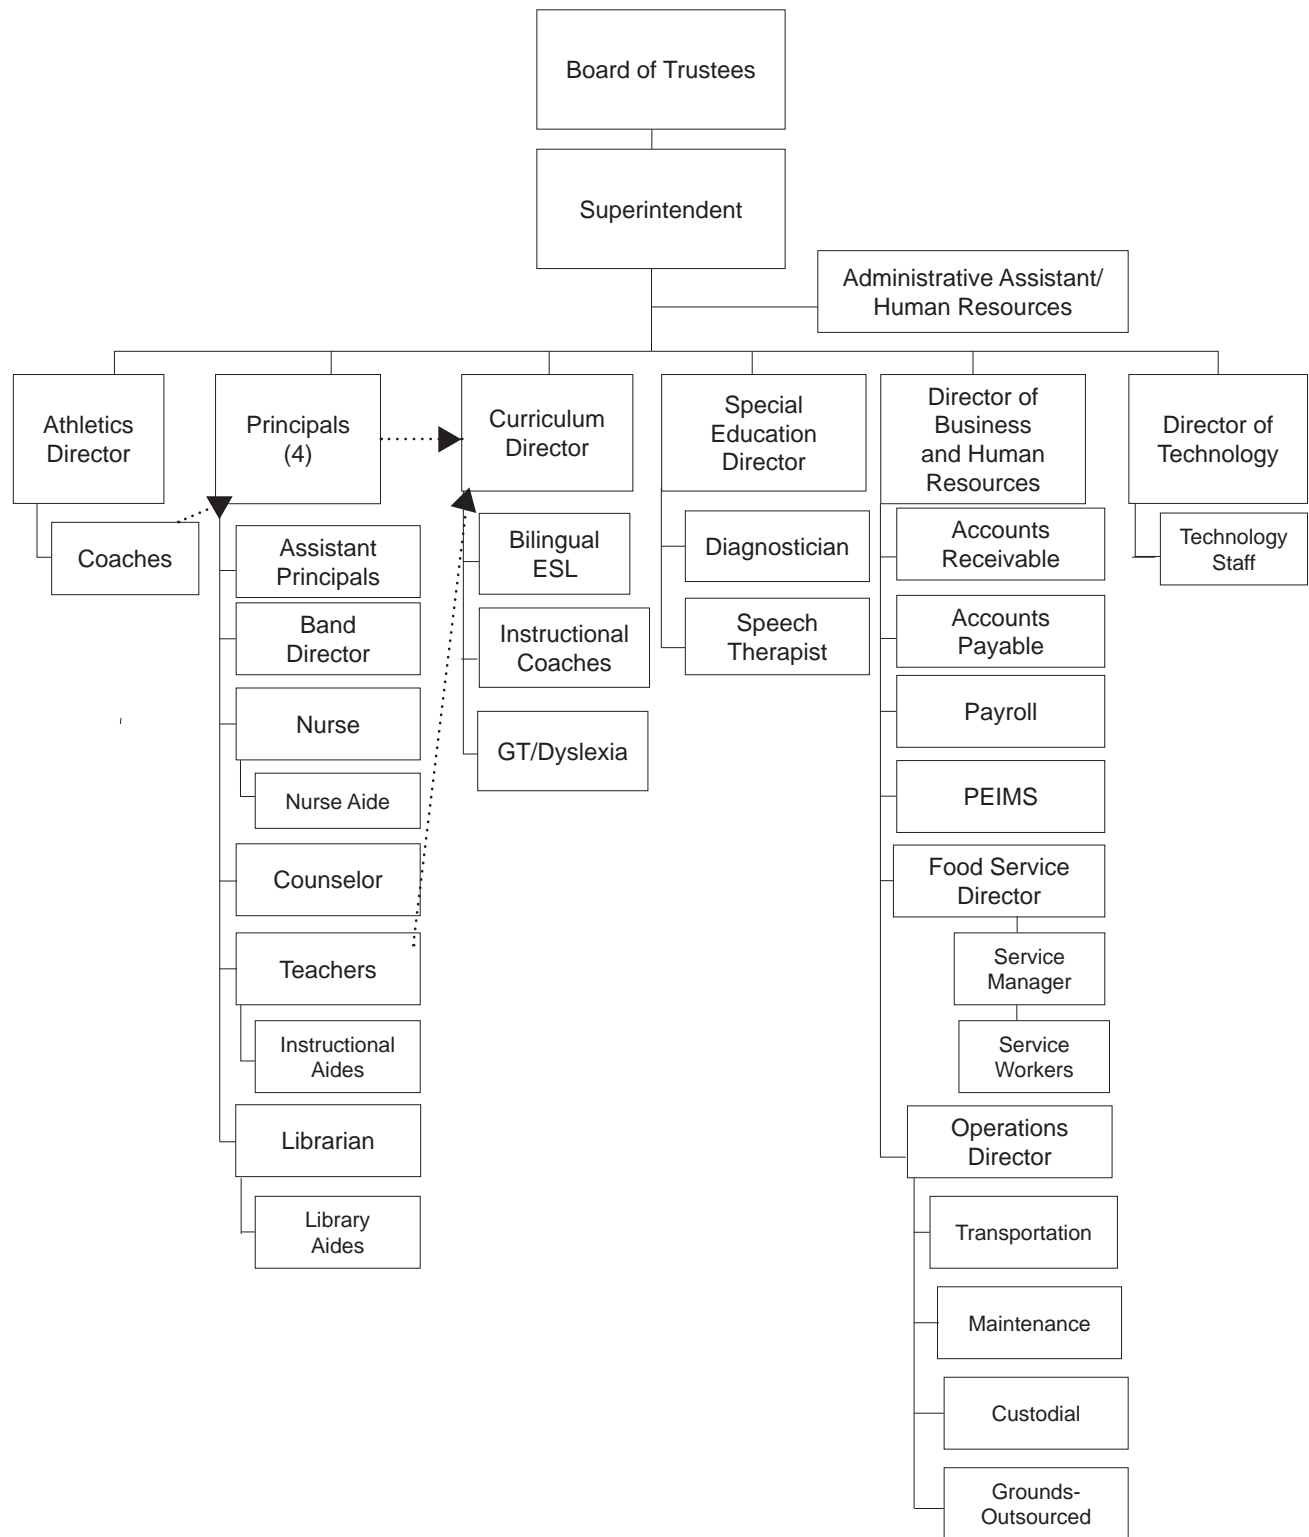 Board of Trustees
Superintendent
Administrative Assistant/
Human Resources
Athletics
Director
Coaches
Principals
(4)
Assistant
Principals
Band
Director
Nurse
Nurse Aide
Counselor
Teachers
Instructional
Aides
Librarian
Library
Aides
Curriculum
Director
Bilingual
ESL
Instructional
Coaches
GT/Dyslexia
Special
Education
Director
Diagnostician
Speech
Therapist
Director of
Business
and Human
Resources
Accounts
Receivable
Accounts
Payable
Payroll
PEIMS
Food Service
Director
Service
Manager
Service
Workers
Operations
Director
Transportation
Maintenance
Custodial
Grounds-
Outsourced
Director of
Technology
Technology
Staff